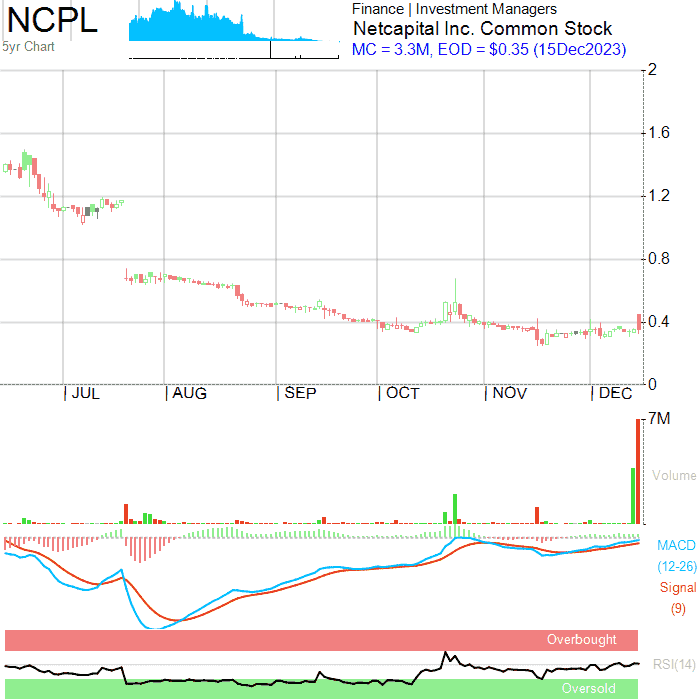 NCPL
5yr Chart
Finance | Investment Managers
Netcapital Inc. Common Stock
MC = 3.3M, EOD = $0.35 (15Dec2023)
2
1.6
1.2
0.8
0.4
0
| JUL | AUG | SEP | OCT | NOV | DEC
7M
Volume
MACD
(12-26)
Signal
(9)
Overbought
RSI(14)
Oversold